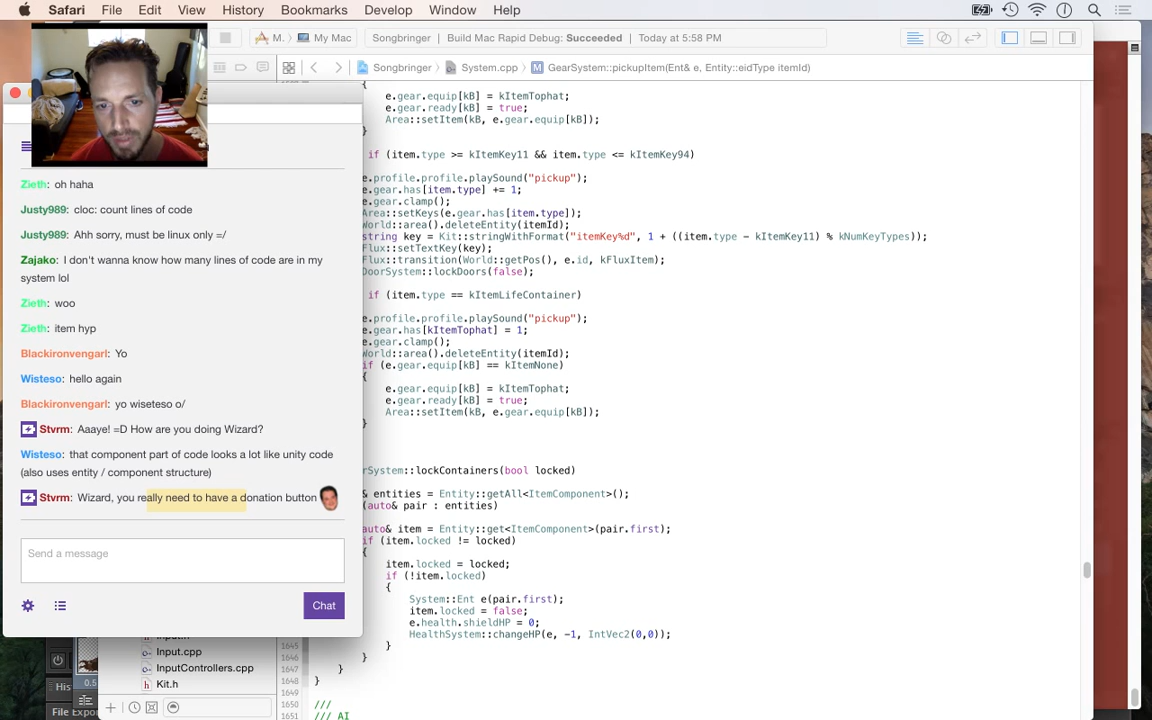 Safari File Edit View History Bookmarks Develop Window Help
M. My Mac Songbringer Build Mac Rapid Debug: Succeeded Today at 5:58 PM
Songbringer System.cpp M GearSystem::pickupItem(Ent& e, Entity::eidType itemId)
Zieth: oh haha
Justy989: cloc: count lines of code
Justy989: Ahh sorry, must be linux only =/
Zajako: I don't wanna know how many lines of code are in my
system lol
Zieth: woo
Zieth: item hyp
Blackironvengarl: Yo
Wisteso: hello again
Blackironvengarl: yo wiseteso o/
Stvrm: Aaaye! =D How are you doing Wizard?
Wisteso: that component part of code looks a lot like unity code
(also uses entity / component structure)
Stvrm: Wizard, you really need to have a donation button
Send a message
Chat
{
e.gear.equip[kB] = kItemTophat;
e.gear.ready[kB] = true;
Area::setItem(kB, e.gear.equip[kB]);
}
if (item.type >= kItemKey11 && item.type <= kItemKey94)
e.profile.profile.playSound("pickup");
e.gear.has[item.type] += 1;
e.gear.clamp();
Area::setKeys(e.gear.has[item.type]);
World::area().deleteEntity(itemId);
string key = Kit::stringWithFormat("itemKey%d", 1 + ((item.type - kItemKey11) % kNumKeyTypes));
Flux::setTextKey(key);
Flux::transition(World::getPos(), e.id, kFluxItem);
DoorSystem::lockDoors(false);
if (item.type == kItemLifeContainer)
e.profile.profile.playSound("pickup");
e.gear.has[kItemTophat] = 1;
e.gear.clamp();
World::area().deleteEntity(itemId);
if (e.gear.equip[kB] == kItemNone)
{
e.gear.equip[kB] = kItemTophat;
e.gear.ready[kB] = true;
Area::setItem(kB, e.gear.equip[kB]);
}
rSystem::lockContainers(bool locked)
& entities = Entity::getAll<ItemComponent>();
(auto& pair : entities)
auto& item = Entity::get<ItemComponent>(pair.first);
if (item.locked != locked)
{
item.locked = locked;
if (!item.locked)
{
System::Ent e(pair.first);
item.locked = false;
e.health.shieldHP = 0;
HealthSystem::changeHP(e, -1, IntVec2(0,0));
1645 }
1646 }
1647 }
1648 }
1649
1650 ///
1651 /// AI
Input.cpp
InputControllers.cpp
h Kit.h
0.5
His
File Expor